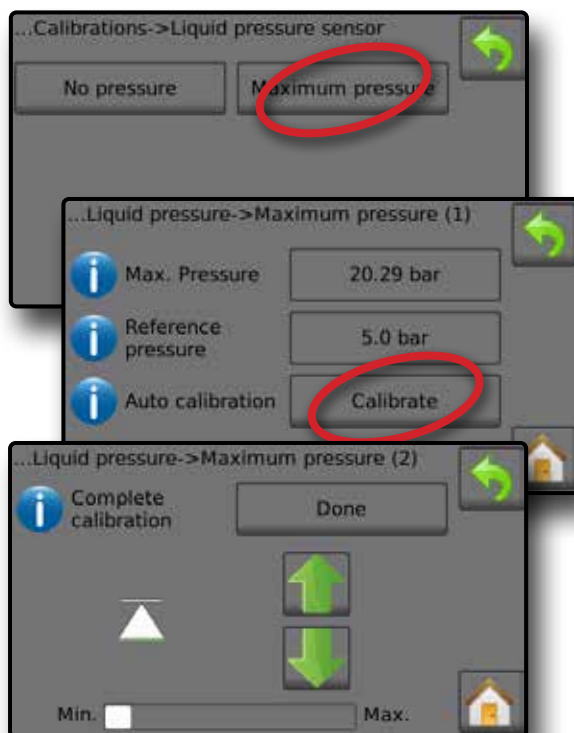 ...Calibrations->Liquid pressure sensor
No pressure
Maximum pressure
...Liquid pressure->Maximum pressure (1)
Max. Pressure 20.29 bar
Reference
pressure
5.0 bar
Auto calibration Calibrate
...Liquid pressure->Maximum pressure (2)
Complete
calibration
Done
Min. Max.